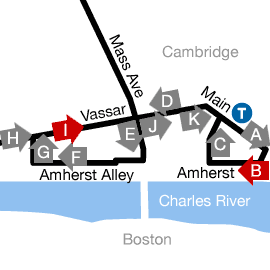 Mass Ave
Cambridge
Main
Vassar
D
T
K
A
H
I
E
J
G
F
C
B
Amherst Alley
Amherst
Charles River
Boston